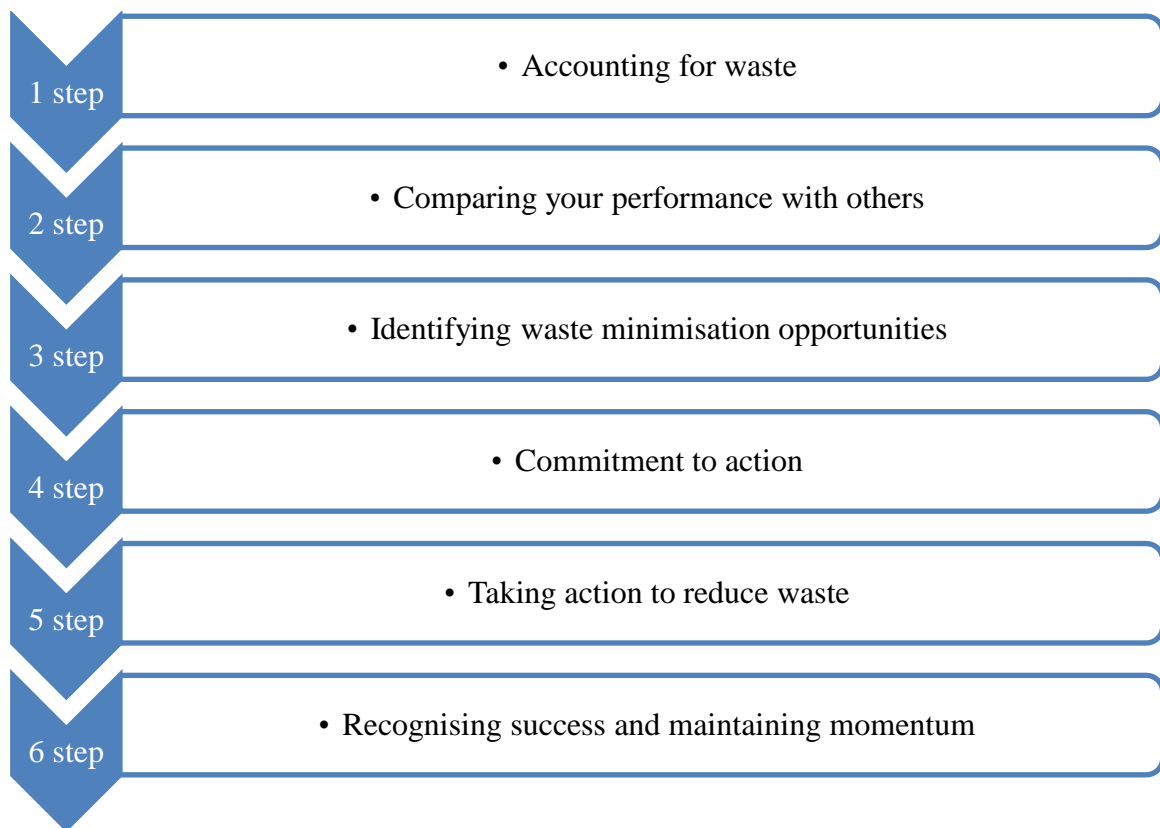 1 step
• Accounting for waste
2 step
• Comparing your performance with others
3 step
• Identifying waste minimisation opportunities
4 step
• Commitment to action
5 step
• Taking action to reduce waste
6 step
• Recognising success and maintaining momentum